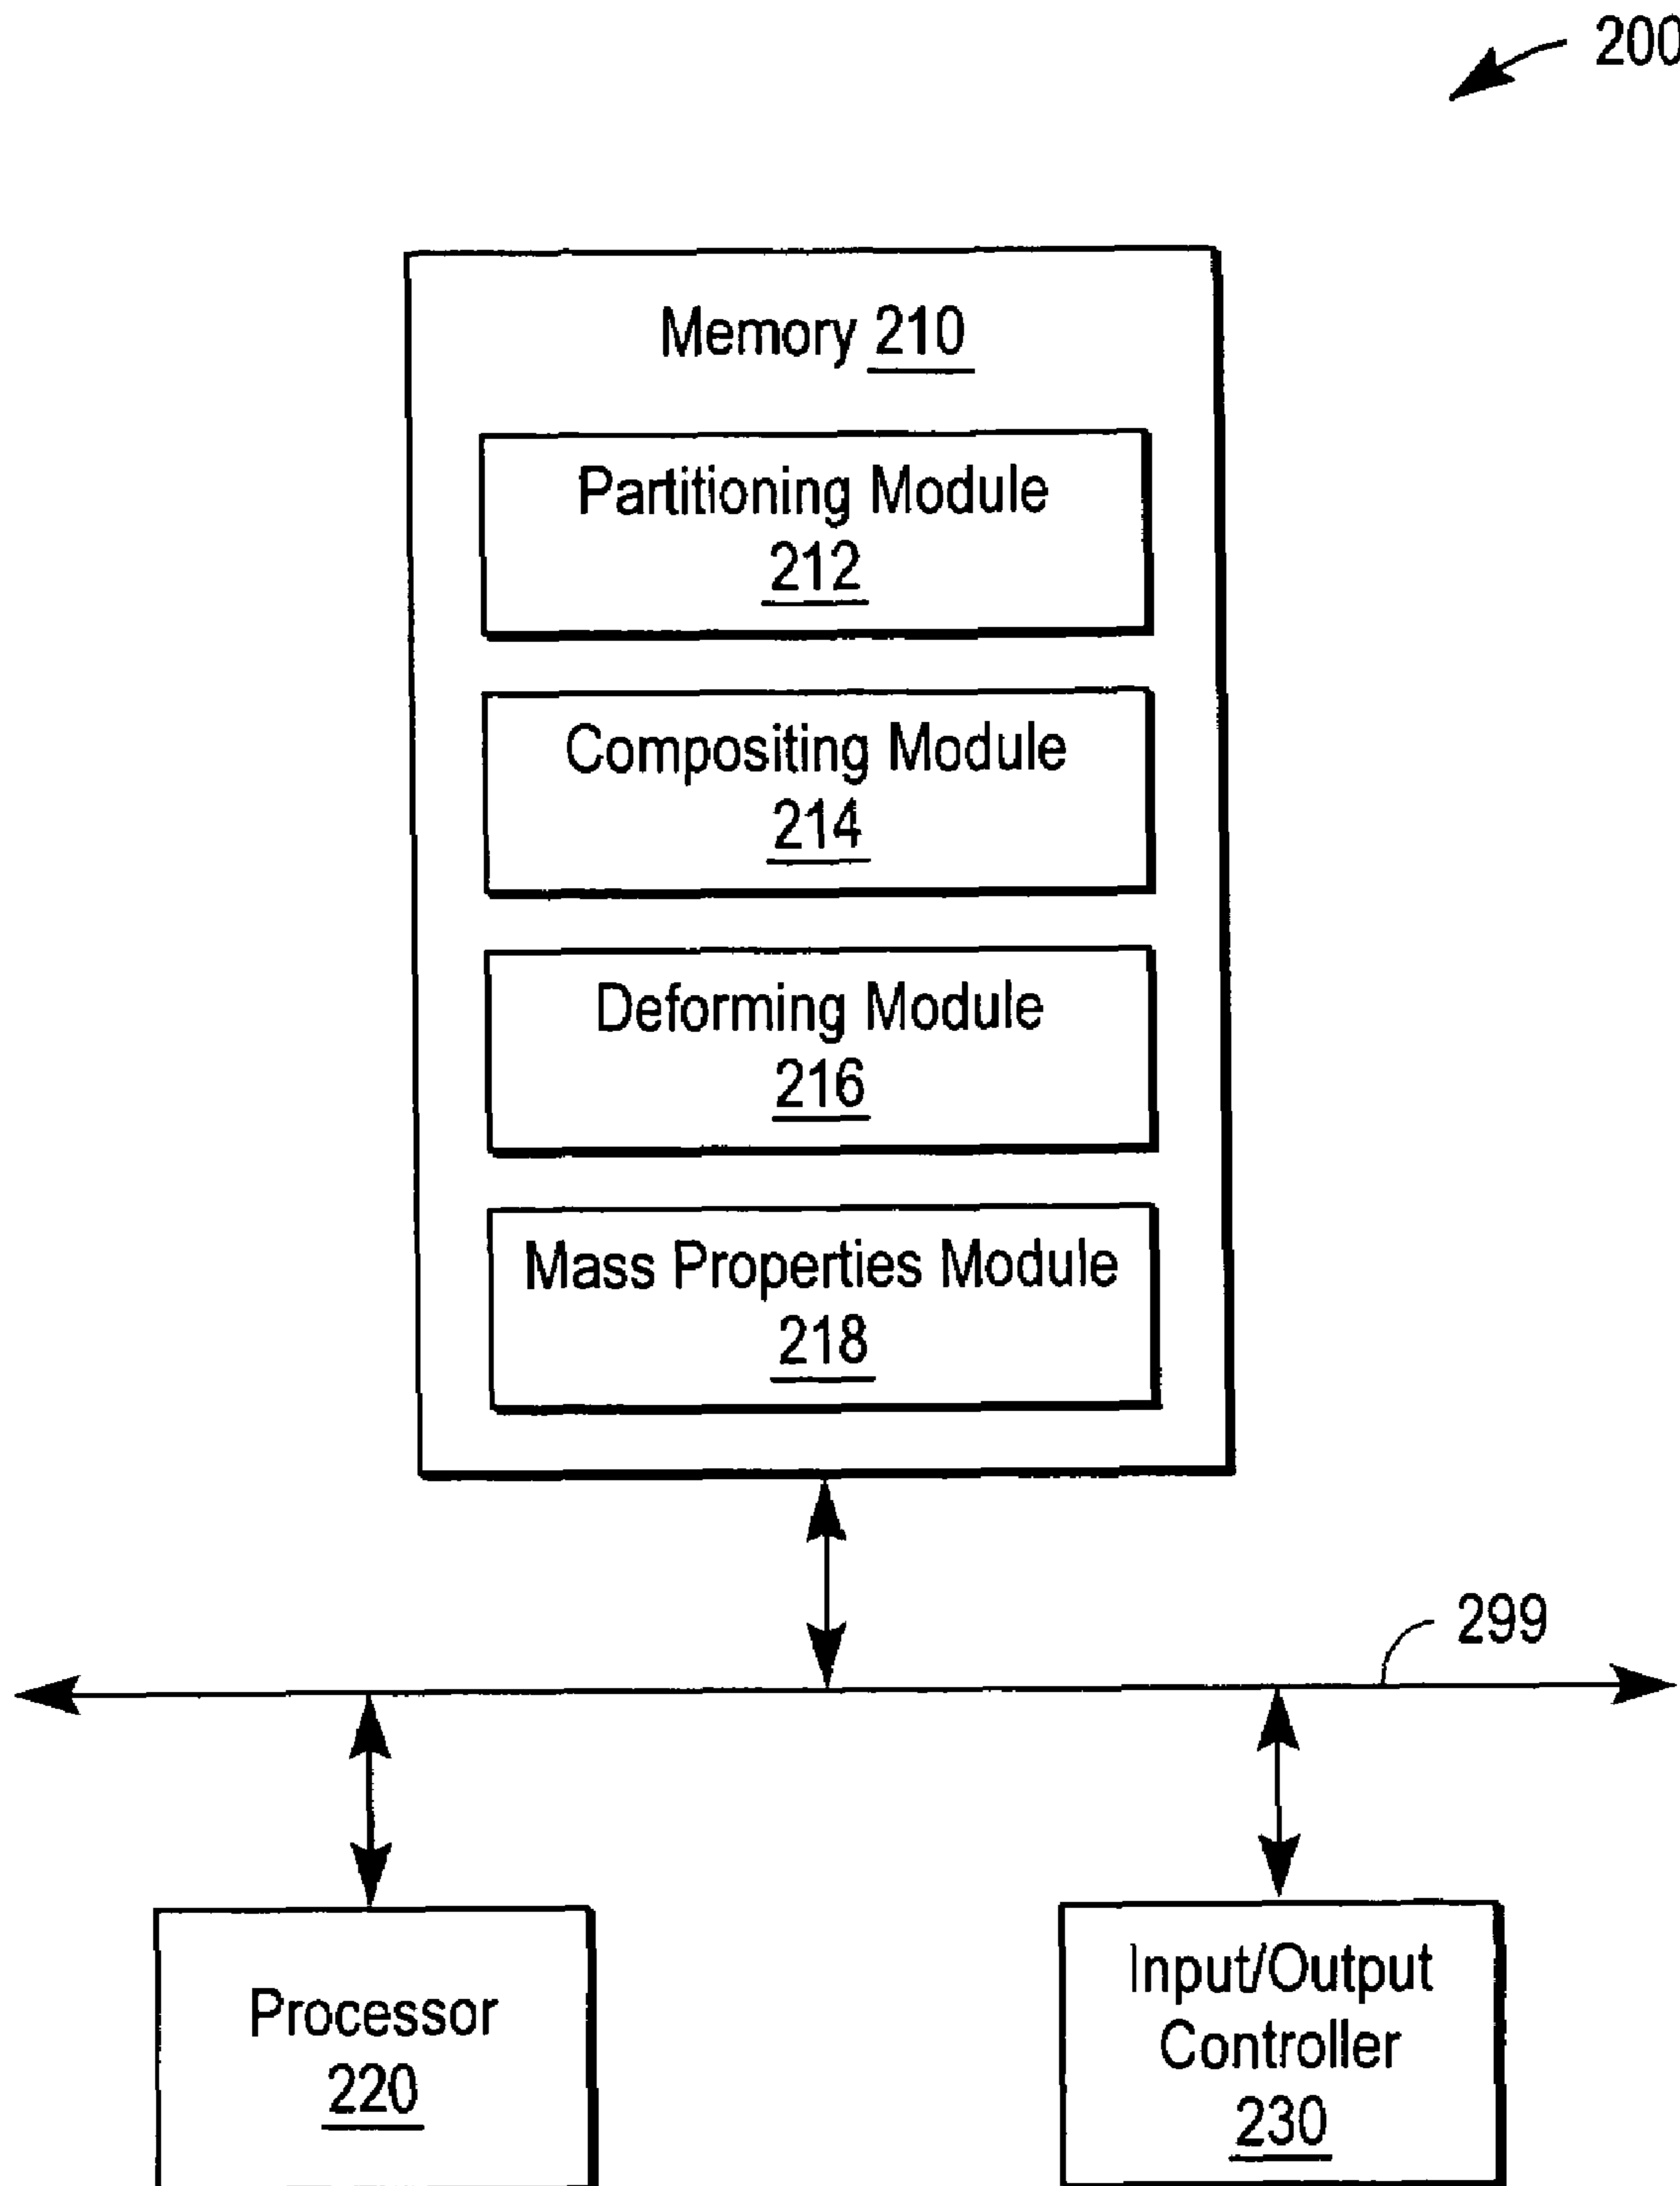 200
Memory 210
Partitioning Module
212
Compositing Module
214
Deforming Module
216
Mass Properties Module
218
299
Processor
220
Input/Output
Controller
230